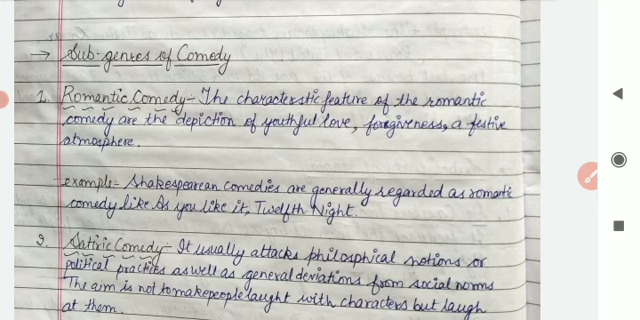 → Sub-genres of Comedy
1. Romantic Comedy - The characterstic feature of the romantic
comedy are the depiction of youthful love, forgiveness, a festive
atmosphere.
example:- Shakespearean comedies are generally regarded as romantic
comedy like As you like it, Twelfth Night.
2. Satiric Comedy - It usually attacks philosphical notions or
political practices as well as general deviations from social norms
The aim is not to make people laught with characters but laugh
at them.